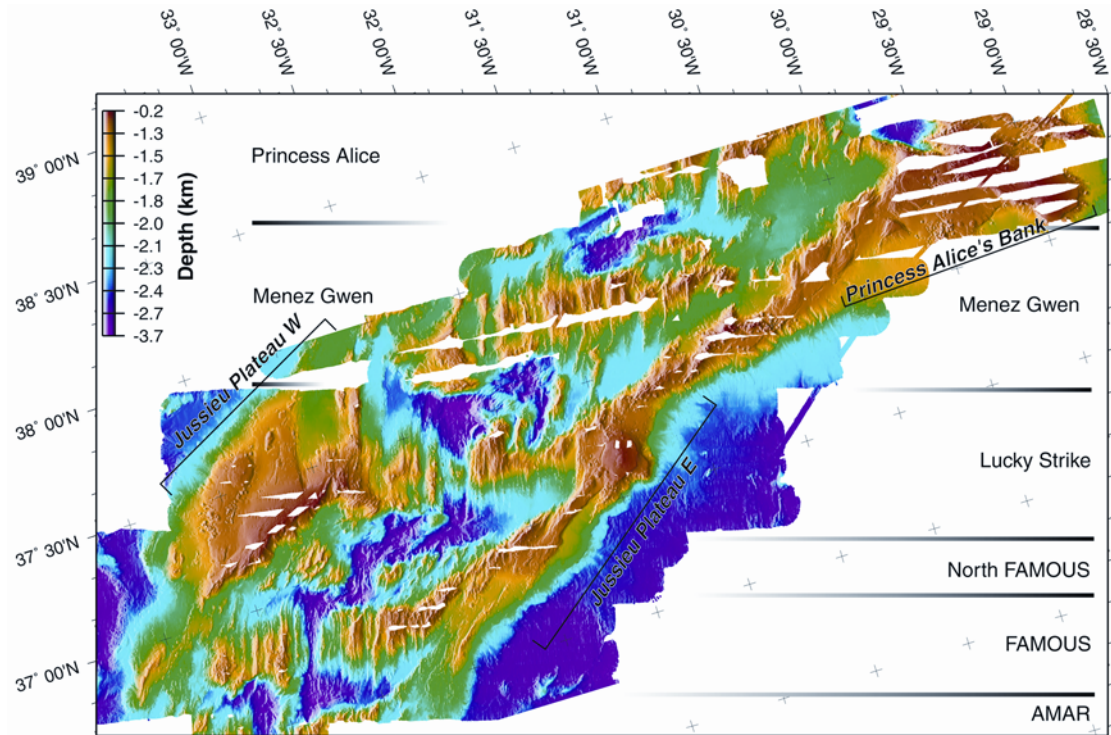 33° 00'W
32° 30'W
32° 00'W
31° 30'W
31° 00'W
30° 30'W
30° 00'W
29° 30'W
29° 00'W
28° 30'W
39° 00'N
38° 30'N
38° 00'N
37° 30'N
37° 00'N
Depth (km)
-0.2
-1.3
-1.5
-1.7
-1.8
-2.0
-2.1
-2.3
-2.4
-2.7
-3.7
Princess Alice
Menez Gwen
Jussieu Plateau W
Princess Alice's Bank
Menez Gwen
Jussieu Plateau E
Lucky Strike
North FAMOUS
FAMOUS
AMAR